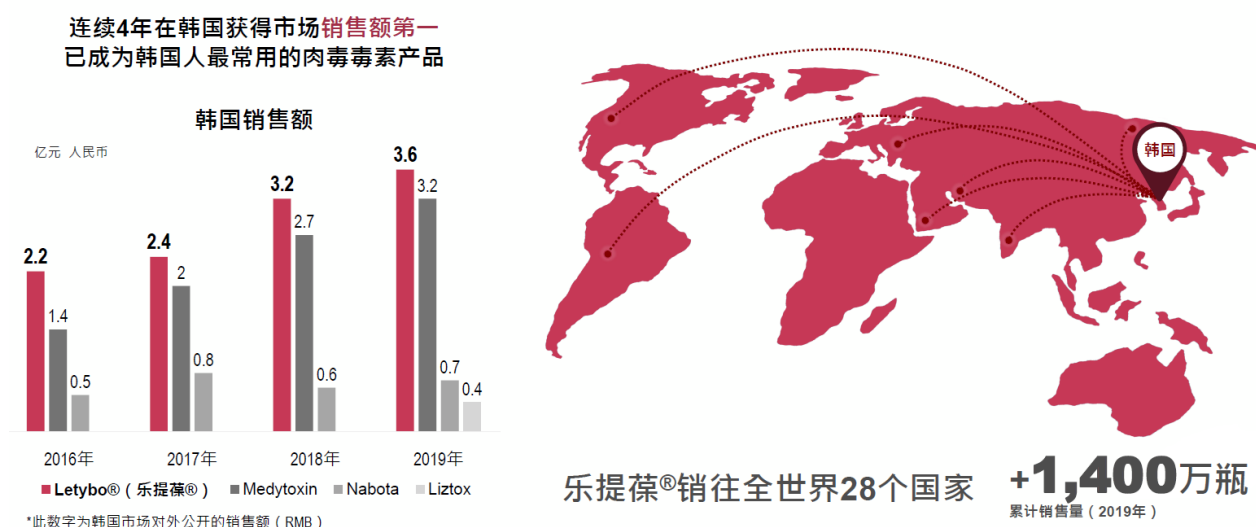 连续4年在韩国获得市场销售额第一
已成为韩国人最常用的肉毒毒素产品
韩国销售额
亿元 人民币
2.2
1.4
0.5
2.4
2
0.8
3.2
2.7
0.6
3.6
3.2
0.7
0.4
2016年
2017年
2018年
2019年
Letybo®(乐提葆®)
Medytoxin
Nabota
Liztox
*此数字为韩国市场对外公开的销售额(RMB)
韩国
乐提葆®销往全世界28个国家
+1,400万瓶
累计销售量(2019年)